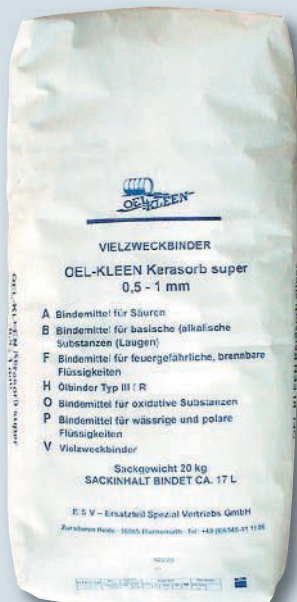 OEL-KLEEN
VIELZWECKBINDER
OEL-KLEEN Kerasorb super
0,5 - 1 mm
A Bindemittel für Säuren
B Bindemittel für basische (alkalische
Substanzen (Laugen)
F Bindemittel für feuergefährliche, brennbare
Flüssigkeiten
H Ölbinder Typ III / R
O Bindemittel für oxidative Substanzen
P Bindemittel für wässrige und polare
Flüssigkeiten
V Vielzweckbinder
Sackgewicht 20 kg
SACKINHALT BINDET CA. 17 L
E S V – Ersatzteil Spezial Vertriebs GmbH
OEL-KLEEN Kerasorb super